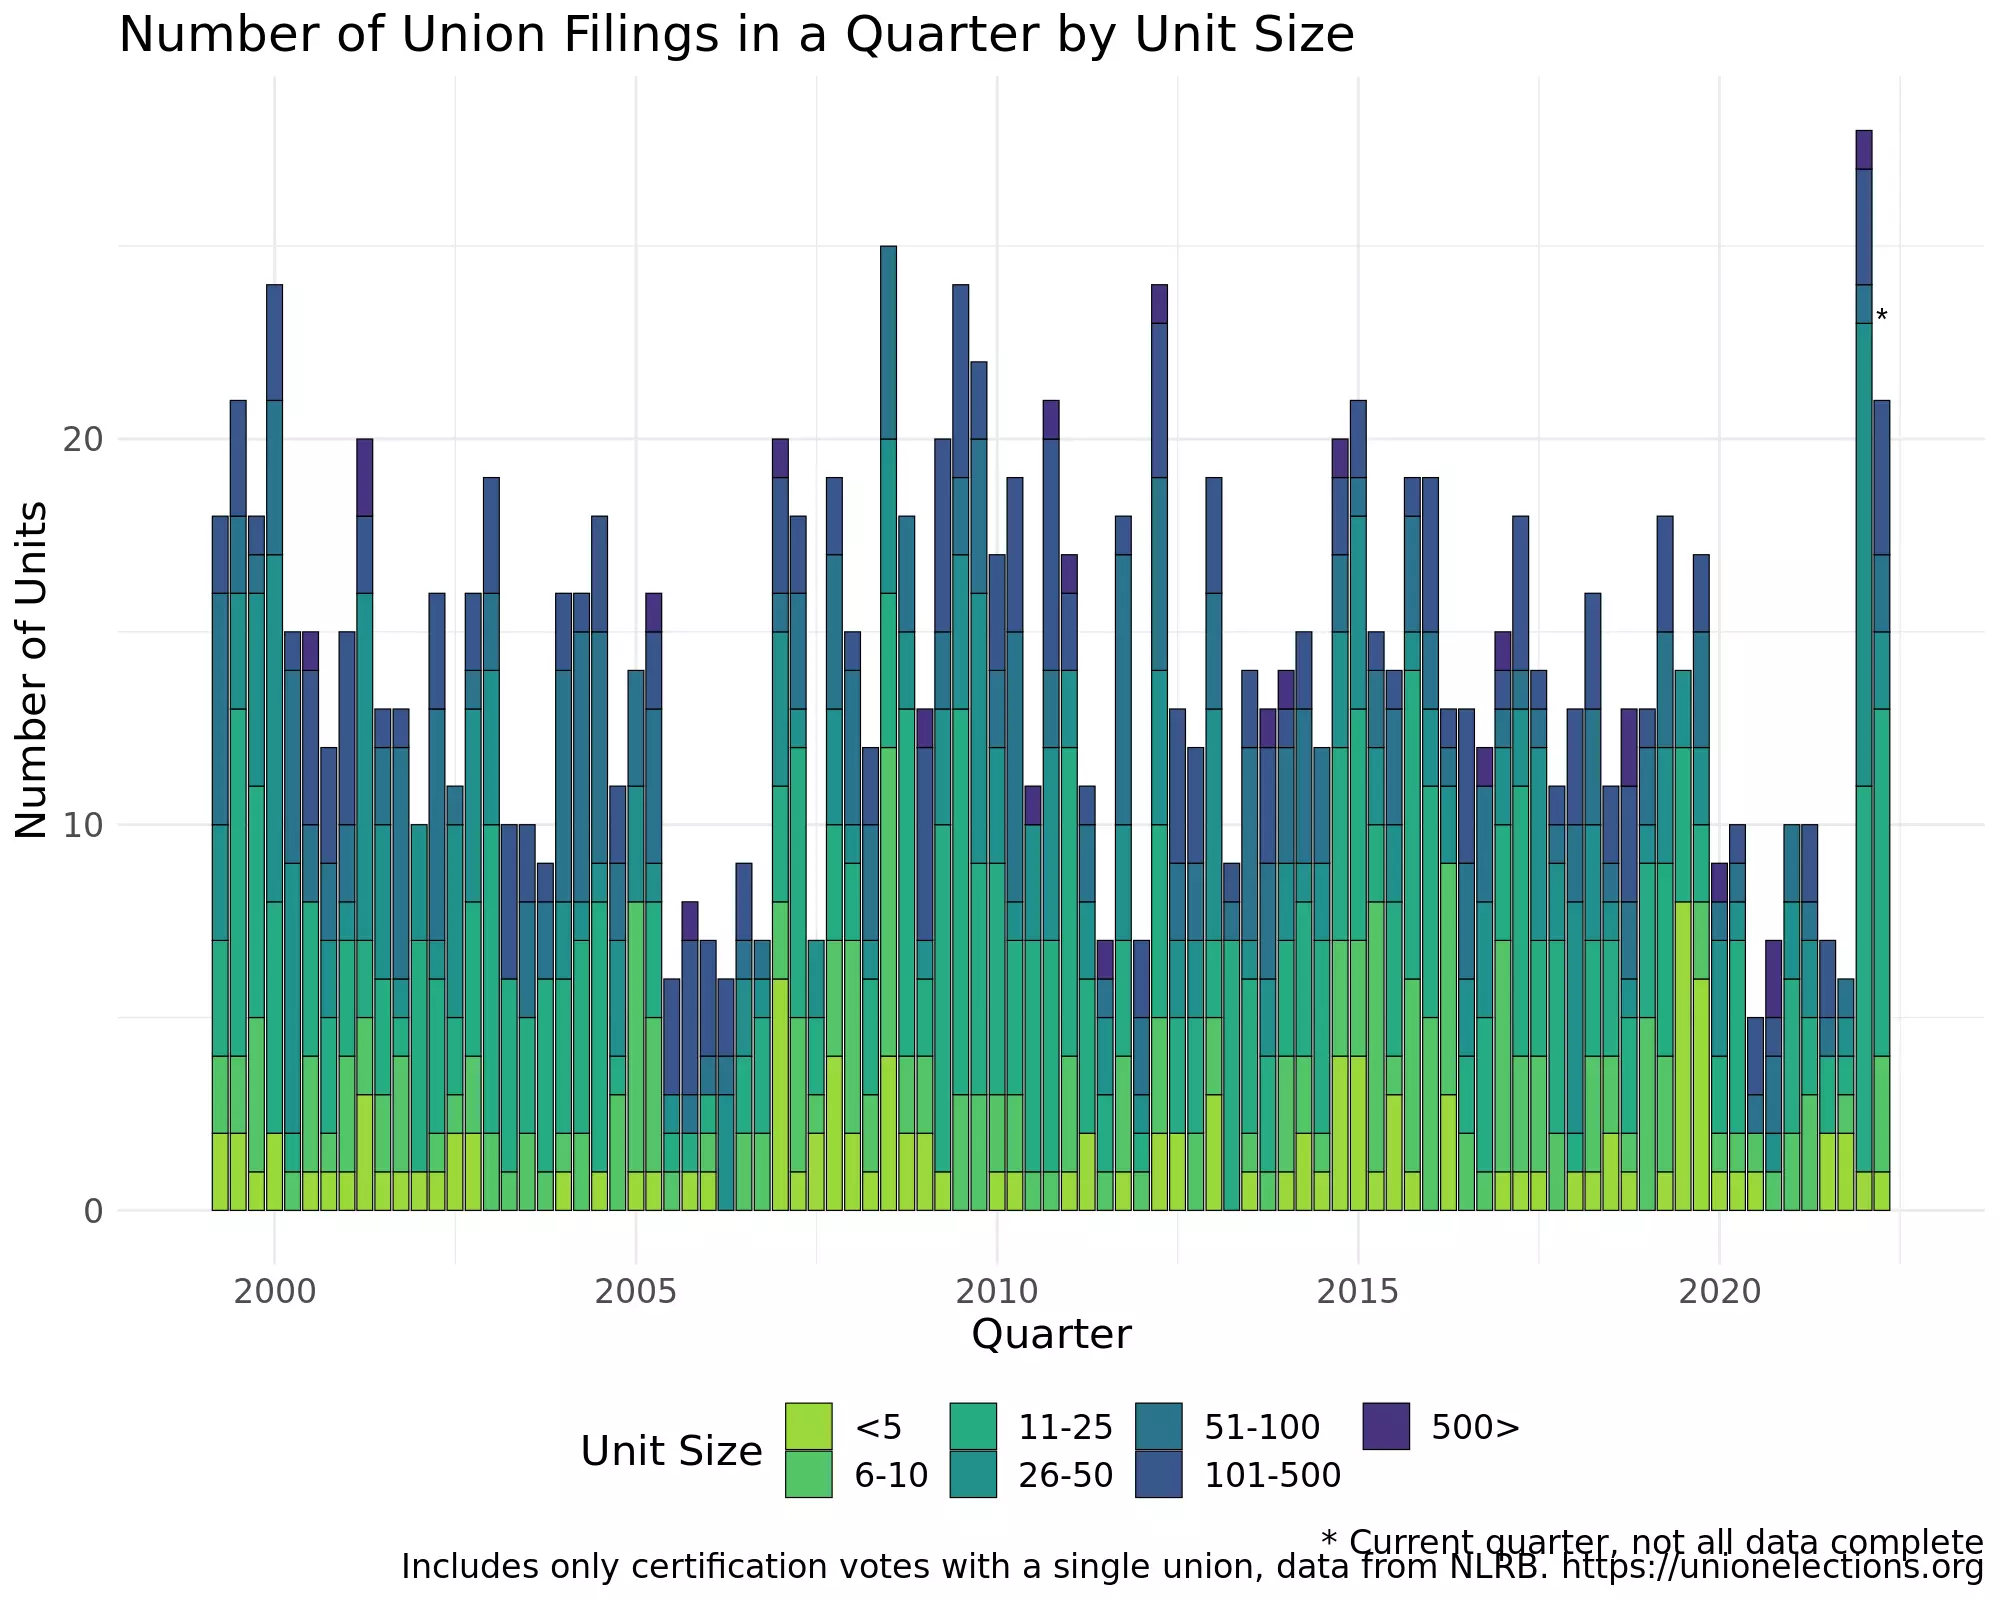 Number of Union Filings in a Quarter by Unit Size
Number of Units
20
10
0
*
2000 2005 2010 2015 2020
Quarter
Unit Size
<5 11-25 51-100 500>
6-10 26-50 101-500
* Current quarter, not all data complete
Includes only certification votes with a single union, data from NLRB. https://unionelections.org